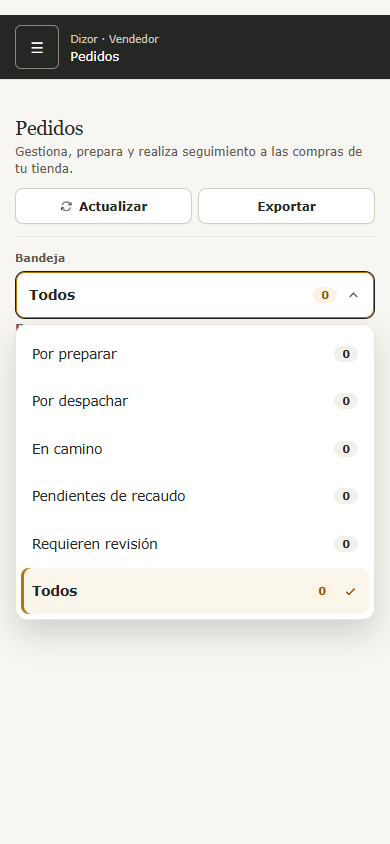 Dizor · Vendedor
Pedidos
Pedidos
Gestiona, prepara y realiza seguimiento a las compras de
tu tienda.
Actualizar
Exportar
Bandeja
Todos 0
Por preparar 0
Por despachar 0
En camino 0
Pendientes de recaudo 0
Requieren revisión 0
Todos 0